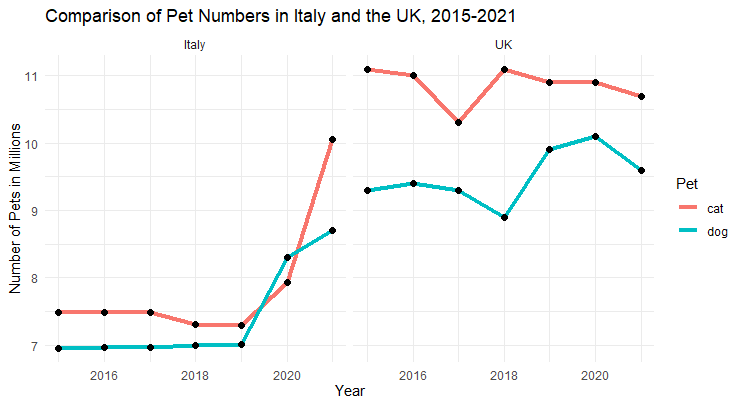 Comparison of Pet Numbers in Italy and the UK, 2015-2021
Italy
UK
Number of Pets in Millions
11
10
9
8
7
2016
2018
2020
2016
2018
2020
Year
Pet
cat
dog